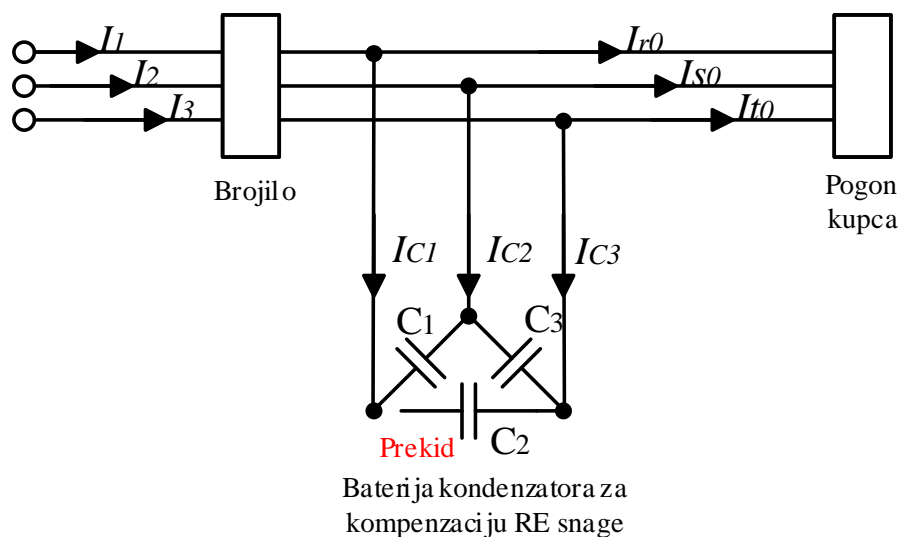 I1
Ir0
I2
Is0
I3
It0
Brojilo
Pogon
kupca
IC1
IC2
IC3
C1
C3
Prekid
C2
Baterija kondenzatora za
kompenzaciju RE snage